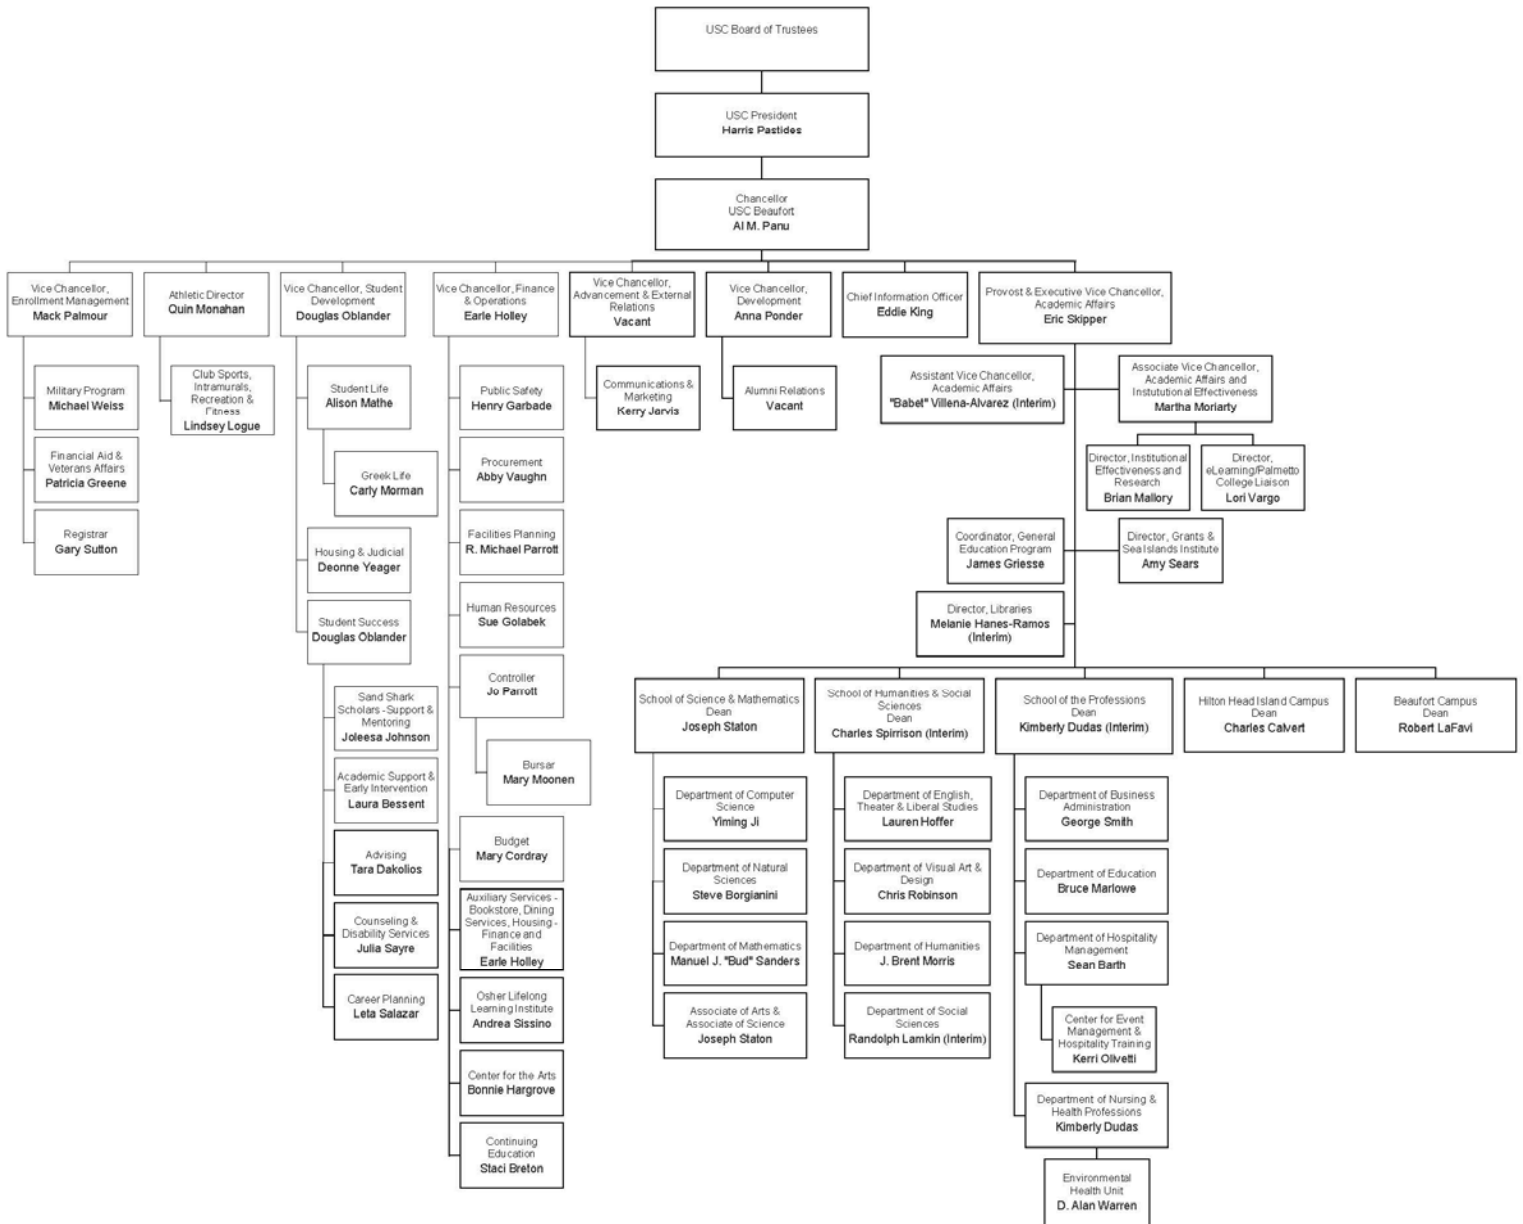 USC Board of Trustees
USC President
Harris Pastides
Chancellor
USC Beaufort
Al M. Panu
Vice Chancellor,
Enrollment Management
Mack Palmour
Athletic Director
Quin Monahan
Vice Chancellor, Student
Development
Douglas Oblander
Vice Chancellor, Finance
& Operations
Earle Holley
Vice Chancellor,
Advancement & External
Relations
Vacant
Vice Chancellor,
Development
Anna Ponder
Chief Information Officer
Eddie King
Provost & Executive Vice Chancellor,
Academic Affairs
Eric Skipper
Military Program
Michael Weiss
Financial Aid &
Veterans Affairs
Patricia Greene
Registrar
Gary Sutton
Club Sports,
Intramurals,
Recreation &
Fitness
Lindsey Logue
Student Life
Alison Mathe
Greek Life
Carly Morman
Housing & Judicial
Deonne Yeager
Student Success
Douglas Oblander
Sand Shark
Scholars -Support &
Mentoring
Joleesa Johnson
Academic Support &
Early Intervention
Laura Bessent
Advising
Tara Dakolios
Counseling &
Disability Services
Julia Sayre
Career Planning
Leta Salazar
Public Safety
Henry Garbade
Procurement
Abby Vaughn
Facilities Planning
R. Michael Parrott
Human Resources
Sue Golabek
Controller
Jo Parrott
Bursar
Mary Moonen
Budget
Mary Cordray
Auxiliary Services -
Bookstore, Dining
Services, Housing -
Finance and
Facilities
Earle Holley
Osher Lifelong
Learning Institute
Andrea Sissino
Center for the Arts
Bonnie Hargrove
Continuing
Education
Staci Breton
Communications &
Marketing
Kerry Jarvis
Alumni Relations
Vacant
Assistant Vice Chancellor,
Academic Affairs
"Babet" Villena-Alvarez (Interim)
Associate Vice Chancellor,
Academic Affairs and
Instutuional Effectiveness
Martha Moriarty
Director, Institutional
Effectiveness and
Research
Brian Mallory
Director,
eLearning/Palmetto
College Liaison
Lori Vargo
Coordinator, General
Education Program
James Griesse
Director, Grants &
Sea Islands Institute
Amy Sears
Director, Libraries
Melanie Hanes-Ramos
(Interim)
School of Science & Mathematics
Dean
Joseph Staton
School of Humanities & Social
Sciences
Dean
Charles Spirrison (Interim)
School of the Professions
Dean
Kimberly Dudas (Interim)
Hilton Head Island Campus
Dean
Charles Calvert
Beaufort Campus
Dean
Robert LaFavi
Department of Computer
Science
Yiming Ji
Department of Natural
Sciences
Steve Borgianini
Department of Mathematics
Manuel J. "Bud" Sanders
Associate of Arts &
Associate of Science
Joseph Staton
Department of English,
Theater & Liberal Studies
Lauren Hoffer
Department of Visual Art &
Design
Chris Robinson
Department of Humanities
J. Brent Morris
Department of Social
Sciences
Randolph Lamkin (Interim)
Department of Business
Administration
George Smith
Department of Education
Bruce Marlowe
Department of Hospitality
Management
Sean Barth
Center for Event
Management &
Hospitality Training
Kerri Olivetti
Department of Nursing &
Health Professions
Kimberly Dudas
Environmental
Health Unit
D. Alan Warren